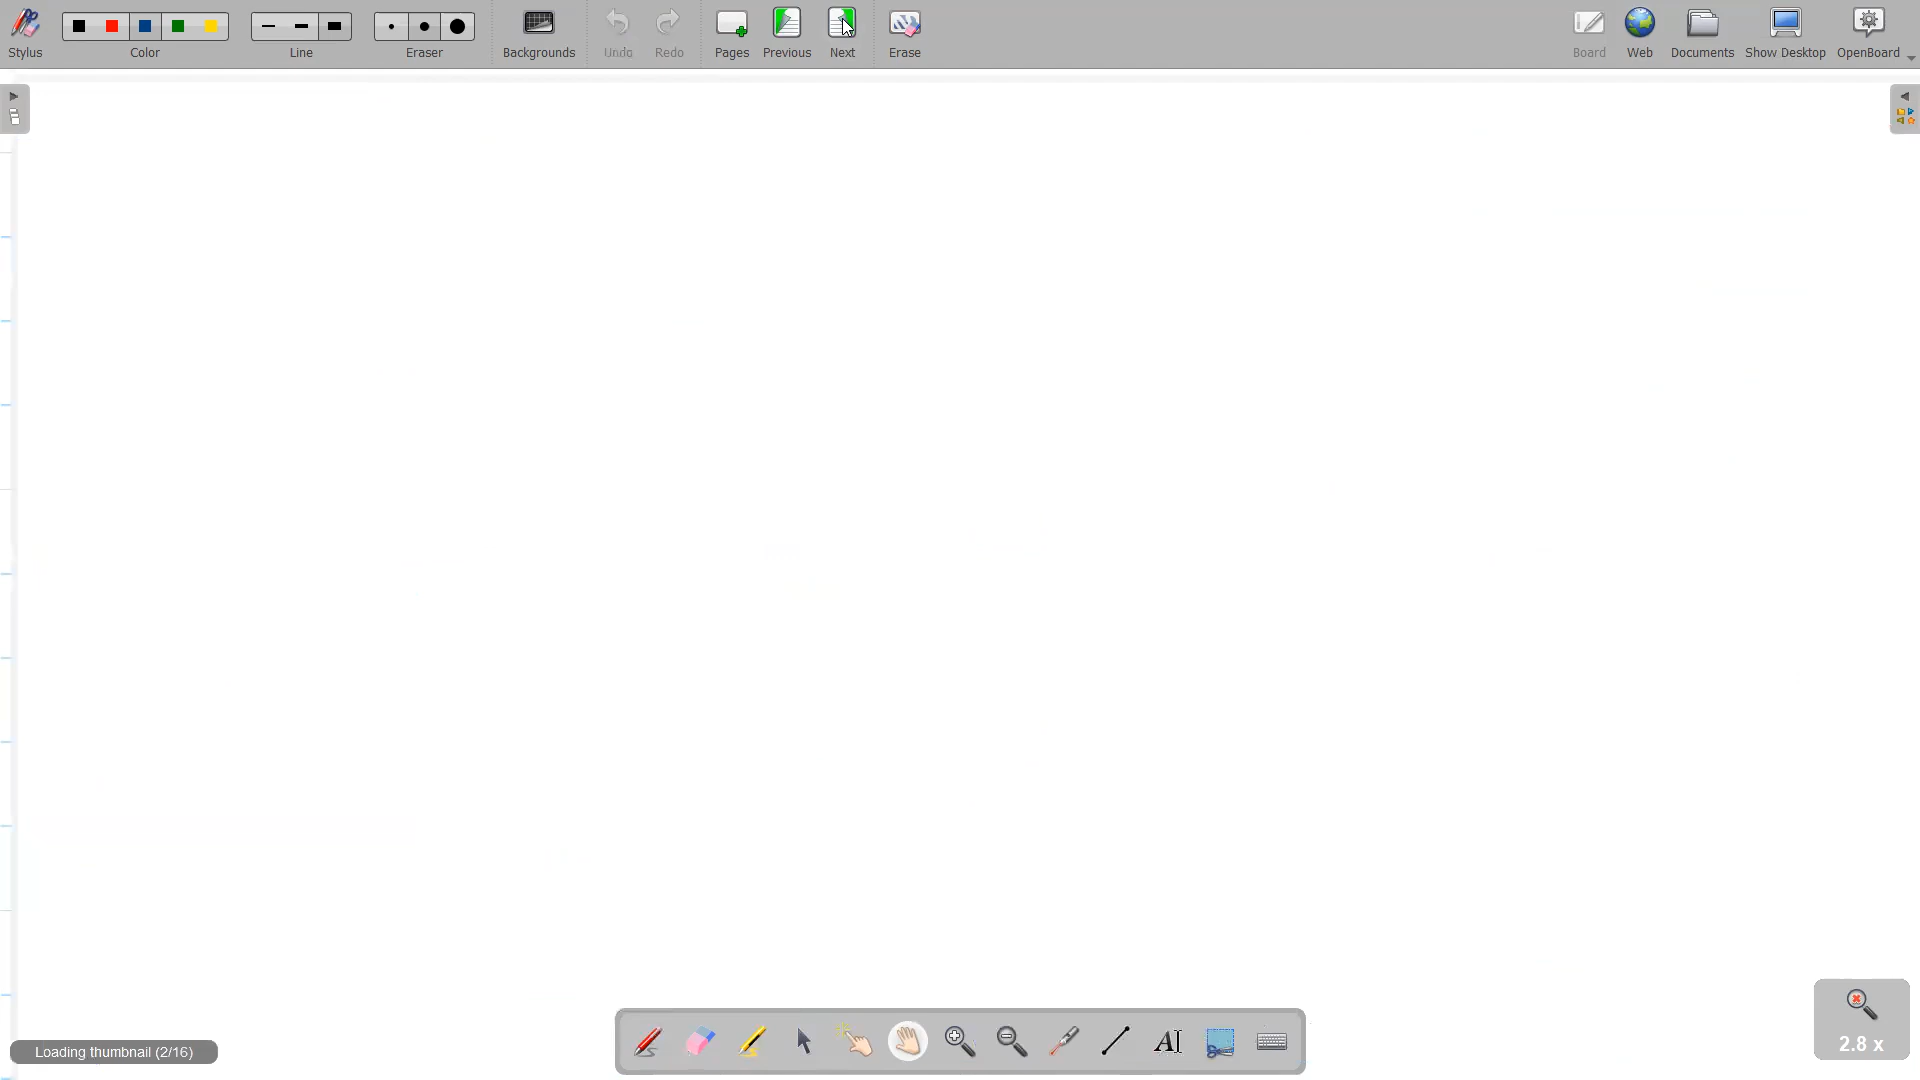 Stylus
Color
Line
Eraser
Backgrounds
Undo
Redo
Pages
Previous
Next
Erase
Board
Web
Documents
Show Desktop
OpenBoard
Loading thumbnail (2/16)
AI
2.8 x